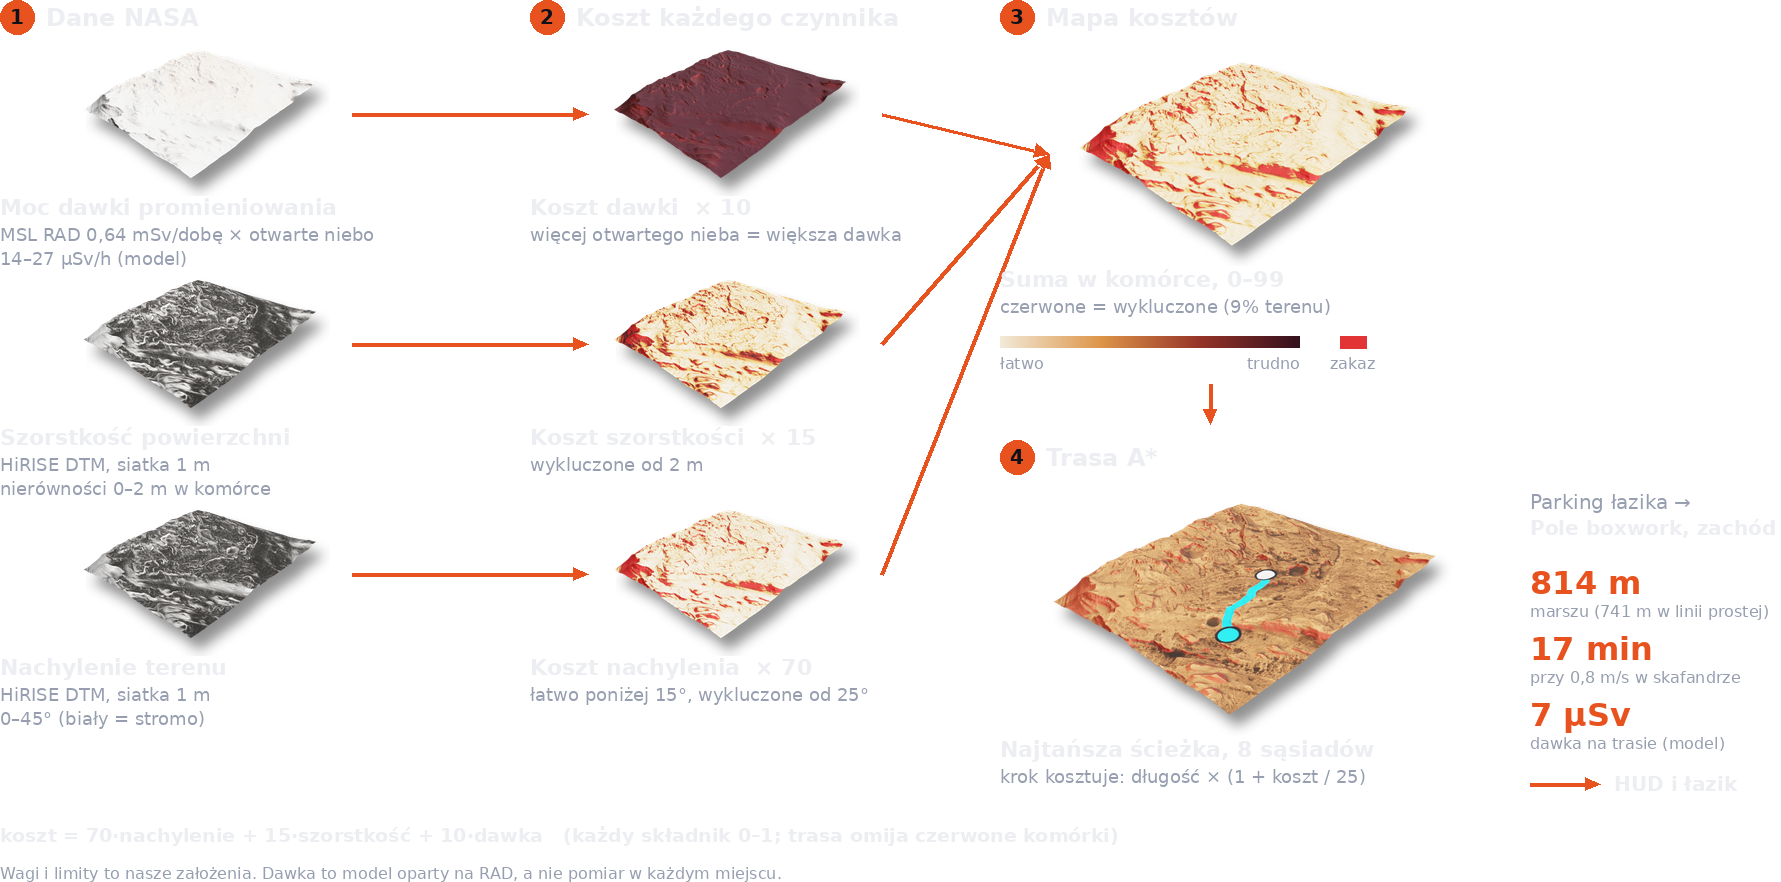 1 Dane NASA
Moc dawki promieniowania
MSL RAD 0,64 mSv/dobę × otwarte niebo
14–27 µSv/h (model)
Szorstkość powierzchni
HiRISE DTM, siatka 1 m
nierówności 0–2 m w komórce
Nachylenie terenu
HiRISE DTM, siatka 1 m
0–45° (biały = stromo)
2 Koszt każdego czynnika
Koszt dawki × 10
więcej otwartego nieba = większa dawka
Koszt szorstkości × 15
wykluczone od 2 m
Koszt nachylenia × 70
łatwo poniżej 15°, wykluczone od 25°
3 Mapa kosztów
Suma w komórce, 0–99
czerwone = wykluczone (9% terenu)
łatwo trudno zakaz
4 Trasa A*
Najtańsza ścieżka, 8 sąsiadów
krok kosztuje: długość × (1 + koszt / 25)
Parking łazika →
Pole boxwork, zachód
814 m
marszu (741 m w linii prostej)
17 min
przy 0,8 m/s w skafandrze
7 µSv
dawka na trasie (model)
HUD i łazik
koszt = 70·nachylenie + 15·szorstkość + 10·dawka (każdy składnik 0–1; trasa omija czerwone komórki)
Wagi i limity to nasze założenia. Dawka to model oparty na RAD, a nie pomiar w każdym miejscu.